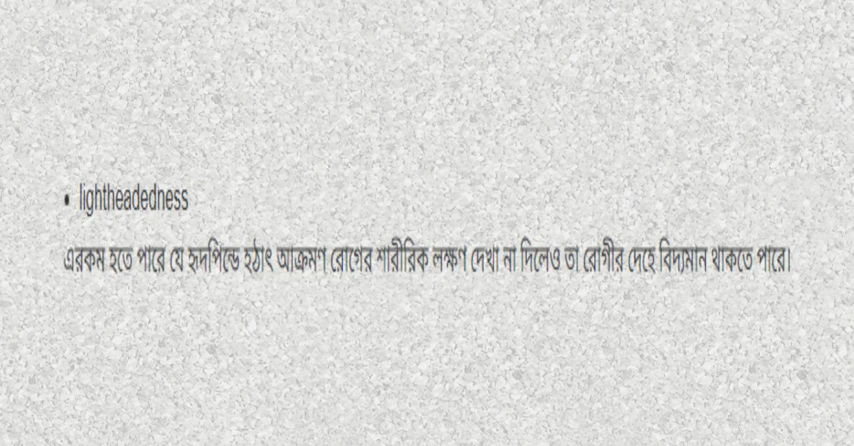 • lightheadedness
এরকম হতে পারে যে হৃদপিন্ডে হঠাৎ আক্রমণ রোগের শারীরিক লক্ষণ দেখা না দিলেও তা রোগীর দেহে বিদ্যমান থাকতে পারে।